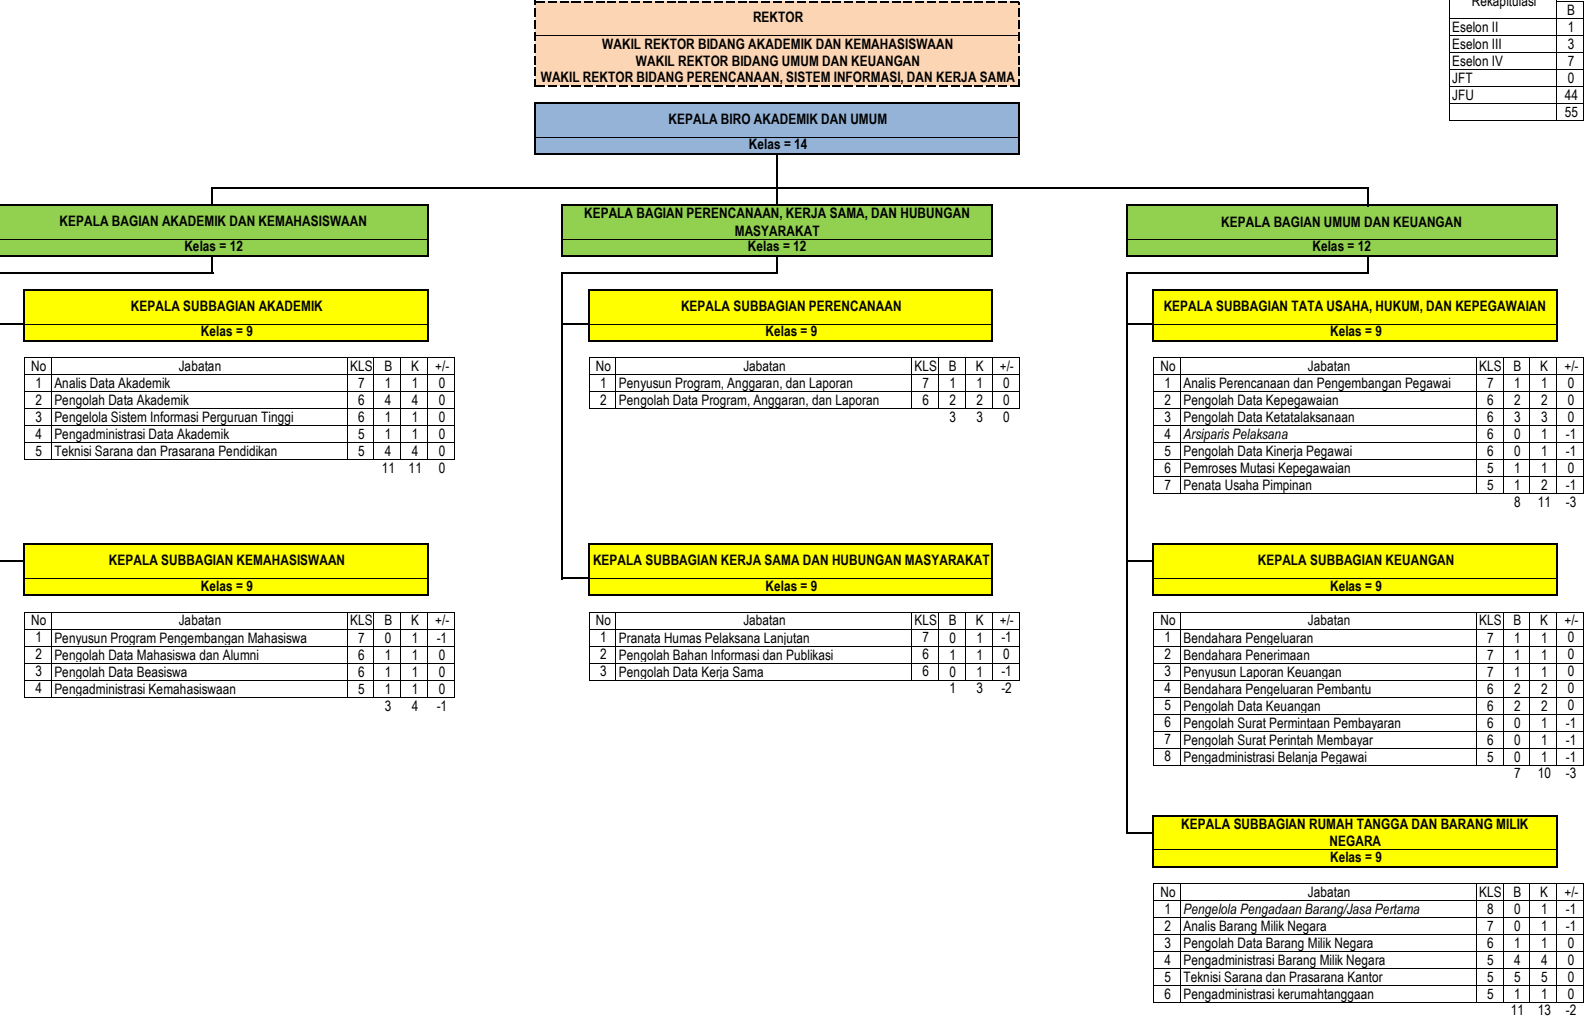 REKTOR
WAKIL REKTOR BIDANG AKADEMIK DAN KEMAHASISWAAN
WAKIL REKTOR BIDANG UMUM DAN KEUANGAN
WAKIL REKTOR BIDANG PERENCANAAN, SISTEM INFORMASI, DAN KERJA SAMA
Rekapitulasi B
Eselon II 1
Eselon III 3
Eselon IV 7
JFT 0
JFU 44
55
KEPALA BIRO AKADEMIK DAN UMUM
Kelas = 14
KEPALA BAGIAN AKADEMIK DAN KEMAHASISWAAN
Kelas = 12
KEPALA SUBBAGIAN AKADEMIK
Kelas = 9
No Jabatan KLS B K +/-
1 Analis Data Akademik 7 1 1 0
2 Pengolah Data Akademik 6 4 4 0
3 Pengelola Sistem Informasi Perguruan Tinggi 6 1 1 0
4 Pengadministrasi Data Akademik 5 1 1 0
5 Teknisi Sarana dan Prasarana Pendidikan 5 4 4 0
11 11 0
KEPALA SUBBAGIAN KEMAHASISWAAN
Kelas = 9
No Jabatan KLS B K +/-
1 Penyusun Program Pengembangan Mahasiswa 7 0 1 -1
2 Pengolah Data Mahasiswa dan Alumni 6 1 1 0
3 Pengolah Data Beasiswa 6 1 1 0
4 Pengadministrasi Kemahasiswaan 5 1 1 0
3 4 -1
KEPALA BAGIAN PERENCANAAN, KERJA SAMA, DAN HUBUNGAN
MASYARAKAT
Kelas = 12
KEPALA SUBBAGIAN PERENCANAAN
Kelas = 9
No Jabatan KLS B K +/-
1 Penyusun Program, Anggaran, dan Laporan 7 1 1 0
2 Pengolah Data Program, Anggaran, dan Laporan 6 2 2 0
3 3 0
KEPALA SUBBAGIAN KERJA SAMA DAN HUBUNGAN MASYARAKAT
Kelas = 9
No Jabatan KLS B K +/-
1 Pranata Humas Pelaksana Lanjutan 7 0 1 -1
2 Pengolah Bahan Informasi dan Publikasi 6 1 1 0
3 Pengolah Data Kerja Sama 6 0 1 -1
1 3 -2
KEPALA BAGIAN UMUM DAN KEUANGAN
Kelas = 12
KEPALA SUBBAGIAN TATA USAHA, HUKUM, DAN KEPEGAWAIAN
Kelas = 9
No Jabatan KLS B K +/-
1 Analis Perencanaan dan Pengembangan Pegawai 7 1 1 0
2 Pengolah Data Kepegawaian 6 2 2 0
3 Pengolah Data Ketatalaksanaan 6 3 3 0
4 Arsiparis Pelaksana 6 0 1 -1
5 Pengolah Data Kinerja Pegawai 6 0 1 -1
6 Pemroses Mutasi Kepegawaian 5 1 1 0
7 Penata Usaha Pimpinan 5 1 2 -1
8 11 -3
KEPALA SUBBAGIAN KEUANGAN
Kelas = 9
No Jabatan KLS B K +/-
1 Bendahara Pengeluaran 7 1 1 0
2 Bendahara Penerimaan 7 1 1 0
3 Penyusun Laporan Keuangan 7 1 1 0
4 Bendahara Pengeluaran Pembantu 6 2 2 0
5 Pengolah Data Keuangan 6 2 2 0
6 Pengolah Surat Permintaan Pembayaran 6 0 1 -1
7 Pengolah Surat Perintah Membayar 6 0 1 -1
8 Pengadministrasi Belanja Pegawai 5 0 1 -1
7 10 -3
KEPALA SUBBAGIAN RUMAH TANGGA DAN BARANG MILIK
NEGARA
Kelas = 9
No Jabatan KLS B K +/-
1 Pengelola Pengadaan Barang/Jasa Pertama 8 0 1 -1
2 Analis Barang Milik Negara 7 0 1 -1
3 Pengolah Data Barang Milik Negara 6 1 1 0
4 Pengadministrasi Barang Milik Negara 5 4 4 0
5 Teknisi Sarana dan Prasarana Kantor 5 5 5 0
6 Pengadministrasi kerumahtanggaan 5 1 1 0
11 13 -2